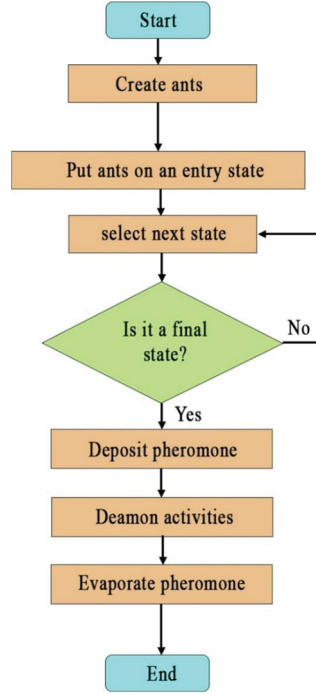 Start
Create ants
Put ants on an entry state
select next state
Is it a final
state?
No
Yes
Deposit pheromone
Deamon activities
Evaporate pheromone
End